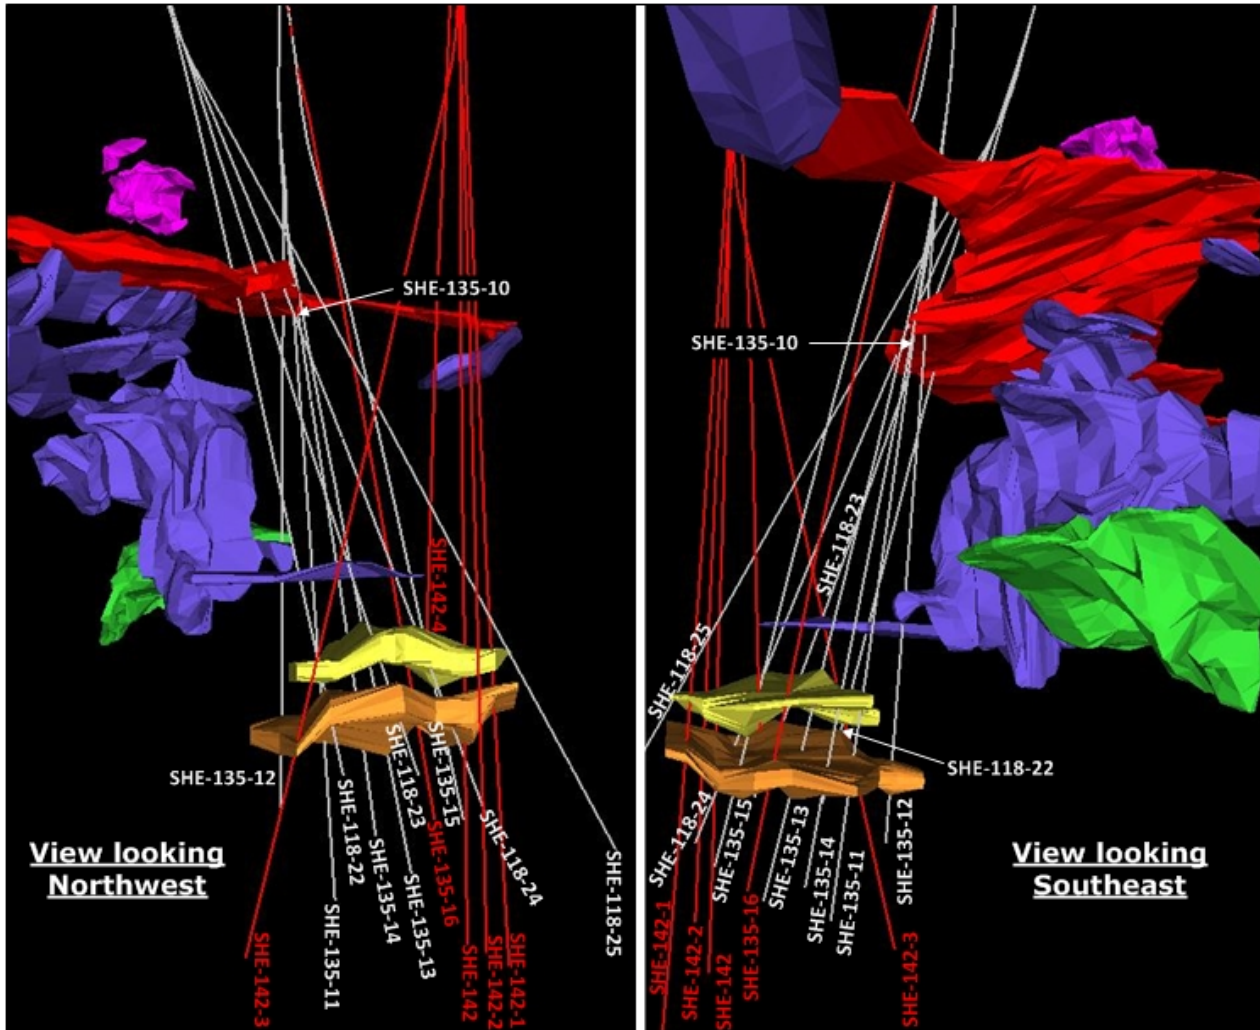 SHE-135-10
SHE-142-4
SHE-135-12
SHE-118-22
SHE-118-23
SHE-135-15
SHE-118-24
SHE-118-25
SHE-135-14
SHE-135-13
SHE-135-16
SHE-135-11
SHE-142-3
SHE-142
SHE-142-2
SHE-142-1
View looking
Northwest
SHE-135-10
SHE-118-23
SHE-118-25
SHE-118-22
SHE-118-24
SHE-135-15
SHE-135-13
SHE-135-14
SHE-135-11
SHE-135-12
SHE-142-1
SHE-142-2
SHE-142
SHE-135-16
SHE-142-3
View looking
Southeast